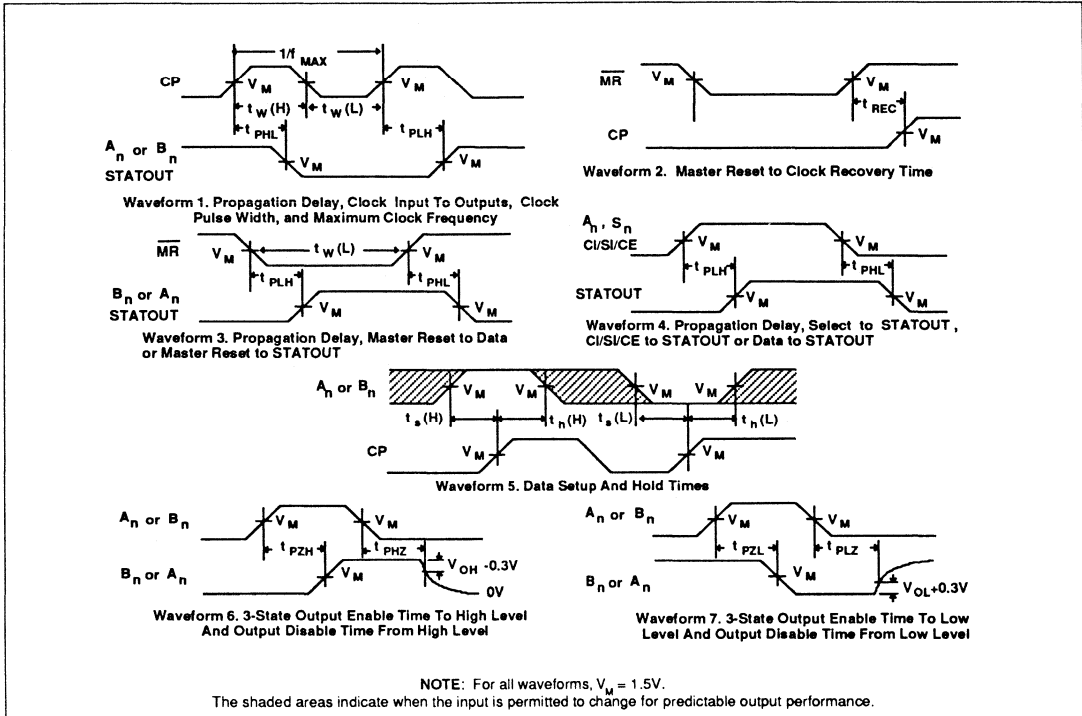 1/f MAX
CP
V M V M V M
t W (H) t W (L)
t PHL t PLH
A n or B n
STATOUT
V M V M
Waveform 1. Propagation Delay, Clock Input To Outputs, Clock
Pulse Width, and Maximum Clock Frequency
MR
V M V M
t REC
CP
V M
Waveform 2. Master Reset to Clock Recovery Time
MR
V M t W (L) V M
t PLH t PHL
B n or A n
STATOUT
V M V M
Waveform 3. Propagation Delay, Master Reset to Data
or Master Reset to STATOUT
A n , S n
CI/SI/CE
V M V M
t PLH t PHL
STATOUT
V M V M
Waveform 4. Propagation Delay, Select to STATOUT ,
CI/SI/CE to STATOUT or Data to STATOUT
A n or B n
V M V M V M V M
t s (H) t h (H) t s (L) t h (L)
CP
V M V M
Waveform 5. Data Setup And Hold Times
A n or B n
V M V M
t PZH t PHZ
V OH -0.3V
B n or A n
V M
0V
Waveform 6. 3-State Output Enable Time To High Level
And Output Disable Time From High Level
A n or B n
V M V M
t PZL t PLZ
B n or A n
V M
V OL +0.3V
Waveform 7. 3-State Output Enable Time To Low
Level And Output Disable Time From Low Level
NOTE: For all waveforms, V M = 1.5V.
The shaded areas indicate when the input is permitted to change for predictable output performance.